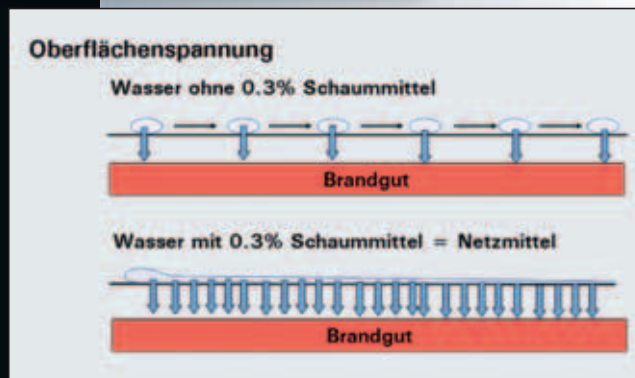 Oberflächenspannung
Wasser ohne 0.3% Schaummittel
Brandgut
Wasser mit 0.3% Schaummittel = Netzmittel
Brandgut